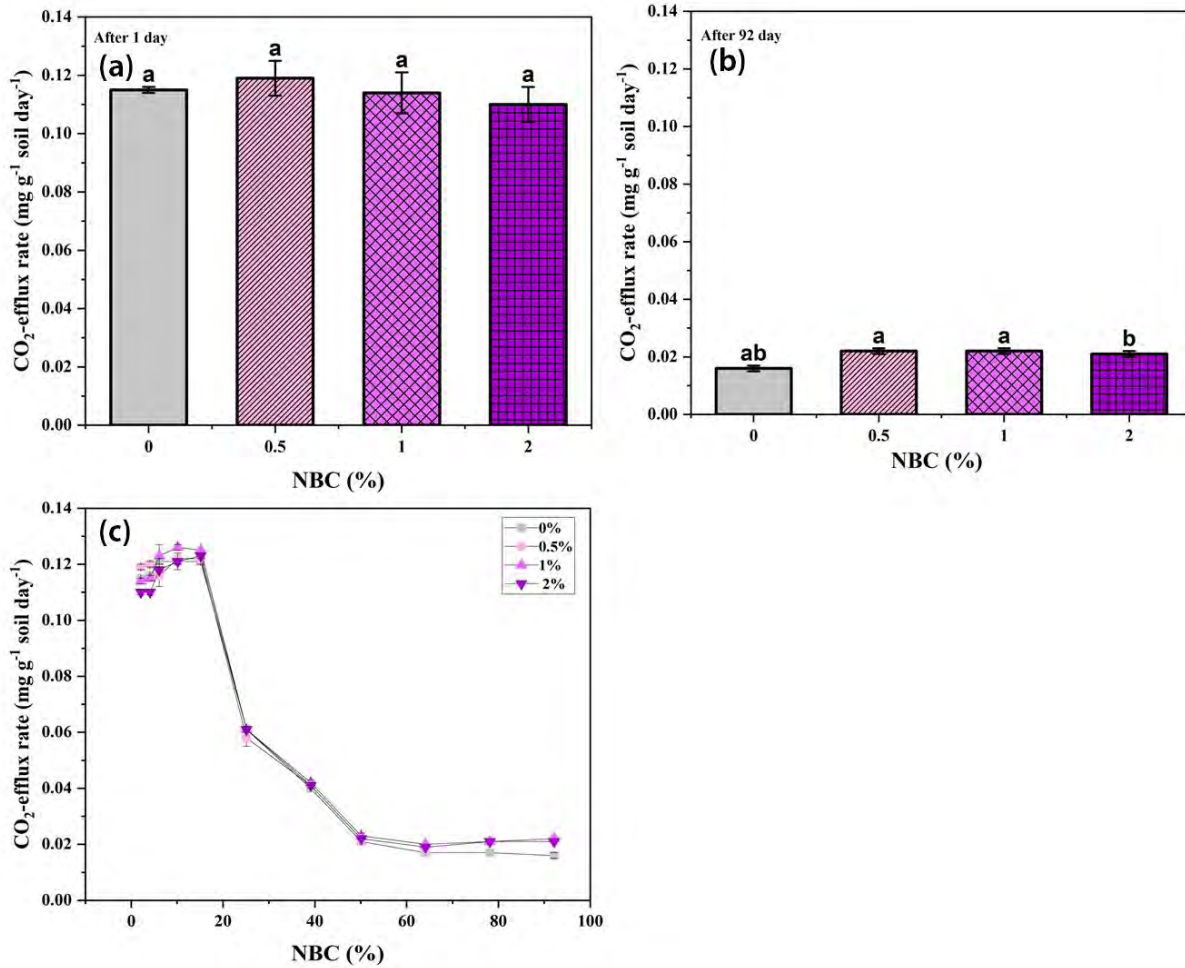 After 1 day
(a)
a
a
a
a
0.14
0.12
0.10
0.08
0.06
0.04
0.02
0.00
CO₂-efflux rate (mg g⁻¹ soil day⁻¹)
0
0.5
1
2
NBC (%)
After 92 day
(b)
ab
a
a
b
0.14
0.12
0.10
0.08
0.06
0.04
0.02
0.00
CO₂-efflux rate (mg g⁻¹ soil day⁻¹)
0
0.5
1
2
NBC (%)
(c)
0%
0.5%
1%
2%
0.14
0.12
0.10
0.08
0.06
0.04
0.02
0.00
CO₂-efflux rate (mg g⁻¹ soil day⁻¹)
0
20
40
60
80
100
NBC (%)